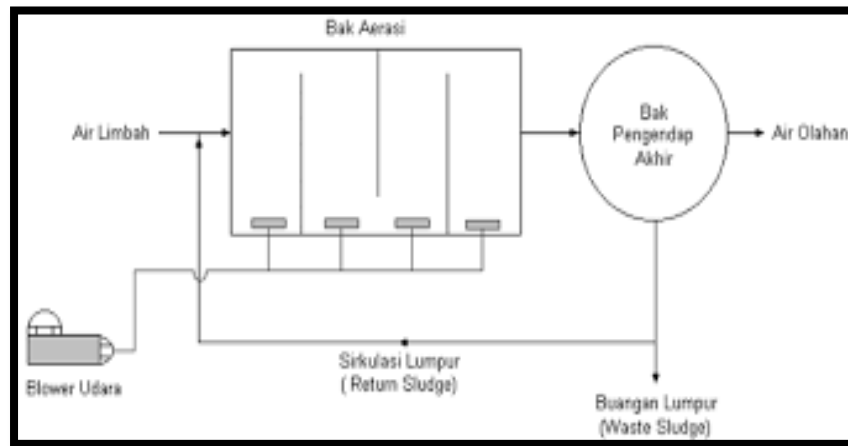 Bak Aerasi
Air Limbah
Bak
Pengendap
Akhir
Air Olahan
Blower Udara
Sirkulasi Lumpur
( Return Sludge)
Buangan Lumpur
(Waste Sludge)